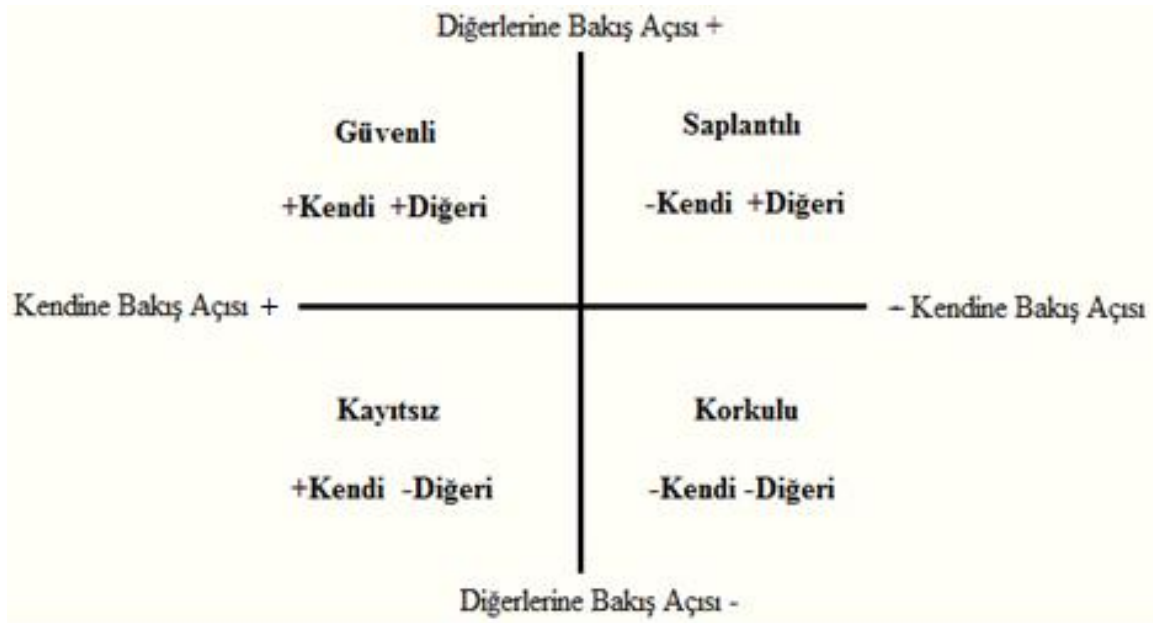 Diğerlerine Bakış Açısı +
Güvenli
Saplantılı
+Kendi +Diğeri
-Kendi +Diğeri
Kendine Bakış Açısı +
– Kendine Bakış Açısı
Kayıtsız
Korkulu
+Kendi -Diğeri
-Kendi -Diğeri
Diğerlerine Bakış Açısı -